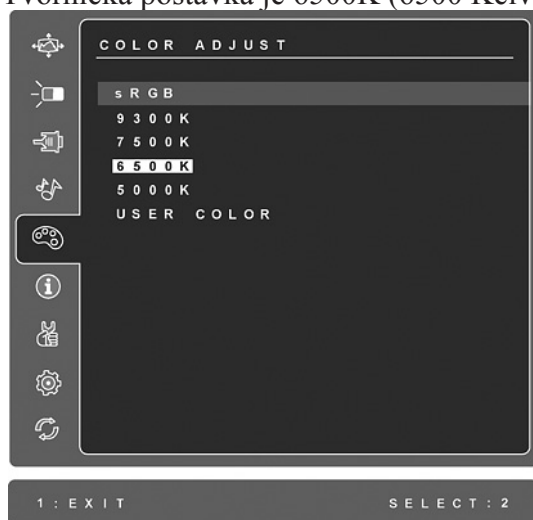 Tvornička postavka je 6500K (6500 Kelv
COLOR ADJUST
sRGB
9300K
7500K
6500K
5000K
USER COLOR
1:EXIT SELECT:2